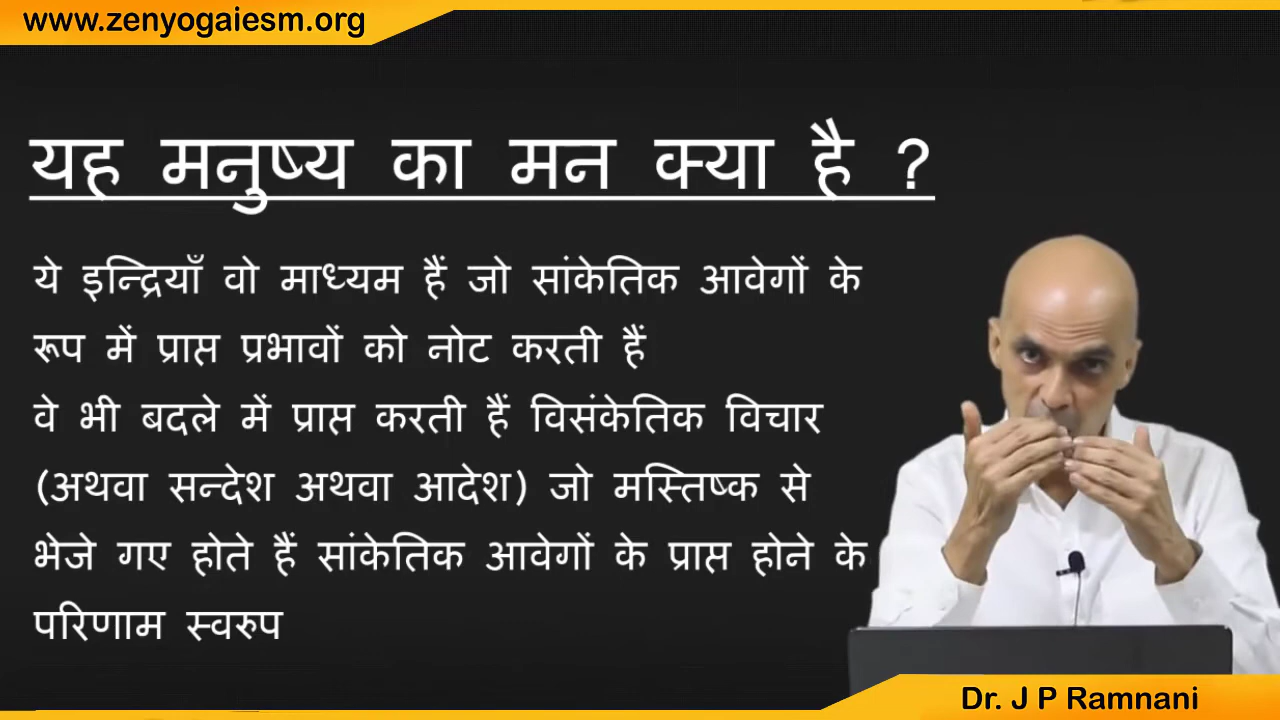 www.zenyogaiesm.org
यह मनुष्य का मन क्या है ?
ये इन्द्रियाँ वो माध्यम हैं जो सांकेतिक आवेगों के
रूप में प्राप्त प्रभावों को नोट करती हैं
वे भी बदले में प्राप्त करती हैं विसंकेतिक विचार
(अथवा सन्देश अथवा आदेश) जो मस्तिष्क से
भेजे गए होते हैं सांकेतिक आवेगों के प्राप्त होने के
परिणाम स्वरुप
Dr. J P Ramnani